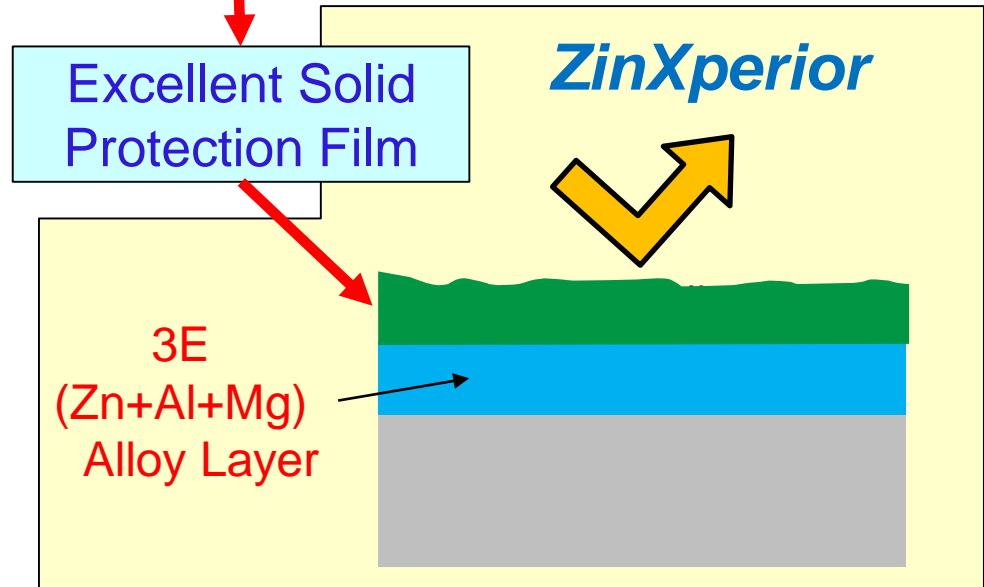 ZinXperior
Excellent Solid
Protection Film
3E
(Zn+Al+Mg)
Alloy Layer